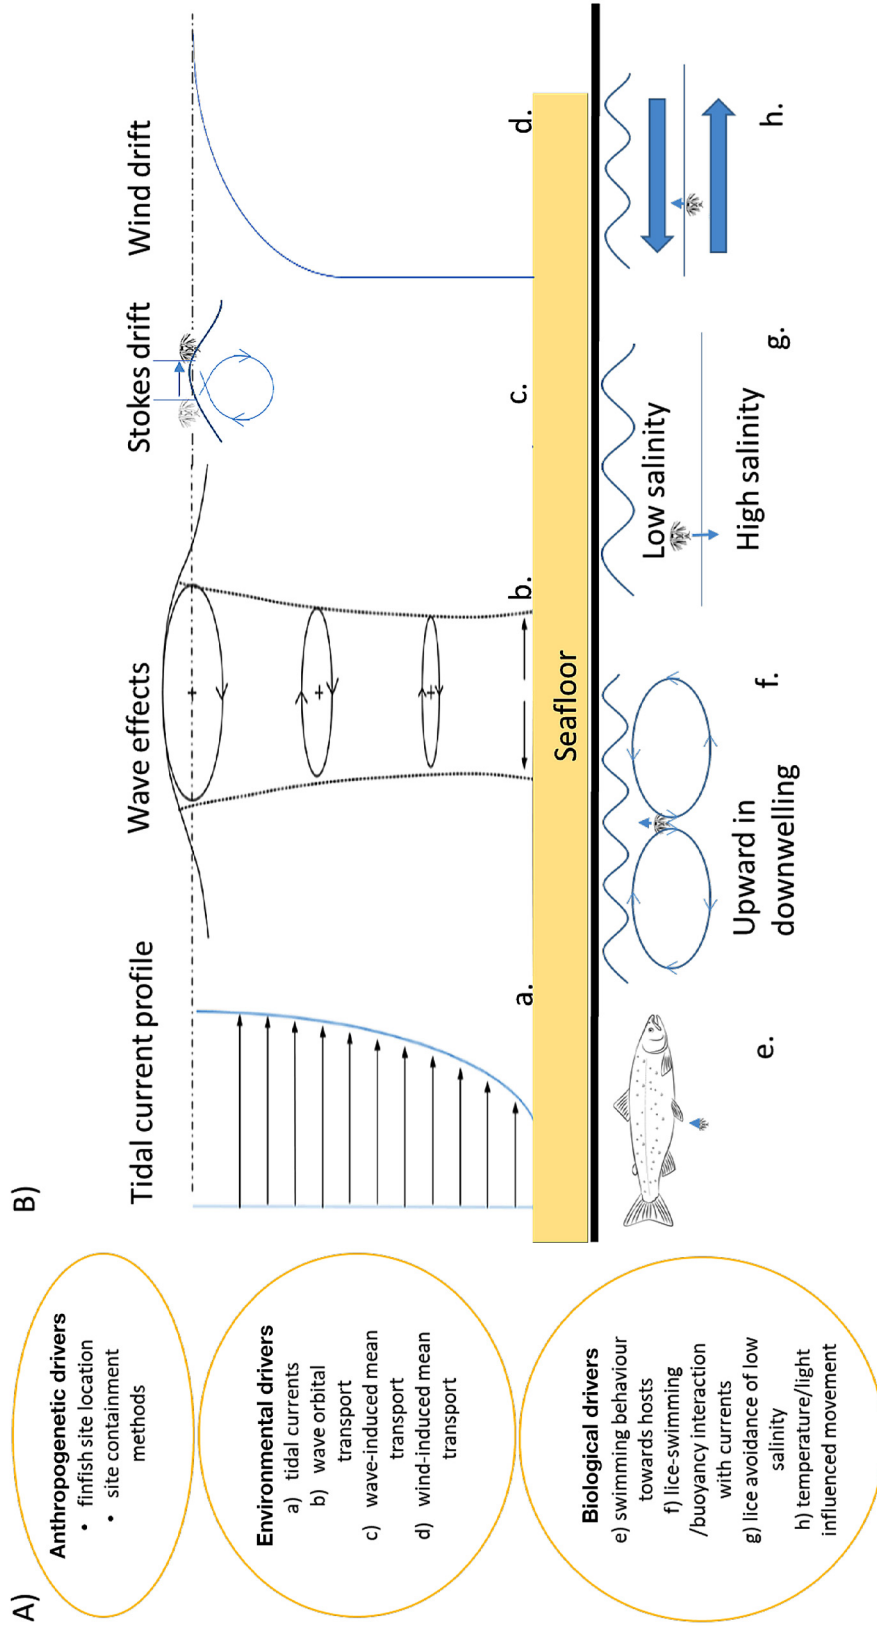 A)
Anthropogenetic drivers
• finfish site location
• site containment
methods
Environmental drivers
a) tidal currents
b) wave orbital
transport
c) wave-induced mean
transport
d) wind-induced mean
transport
Biological drivers
e) swimming behaviour
towards hosts
f) lice-swimming
/buoyancy interaction
with currents
g) lice avoidance of low
salinity
h) temperature/light
influenced movement
B)
Tidal current profile
Wave effects
Stokes drift
Wind drift
a.
b.
c.
d.
Seafloor
e.
Upward in
downwelling
f.
Low salinity
High salinity
g.
h.